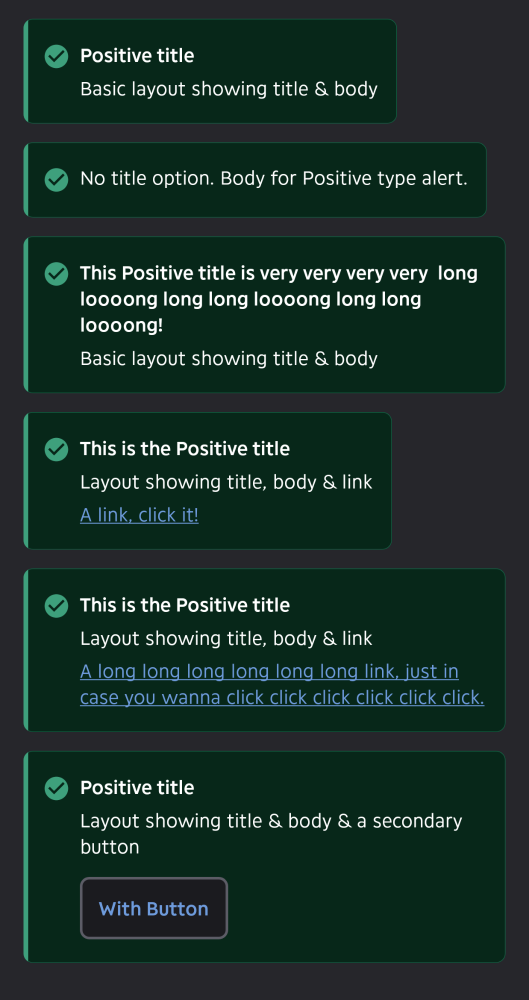 Positive title
Basic layout showing title & body
No title option. Body for Positive type alert.
This Positive title is very very very very  long
loooong long long loooong long long
loooong!
Basic layout showing title & body
This is the Positive title
Layout showing title, body & link
A link, click it!
This is the Positive title
Layout showing title, body & link
A long long long long long long link, just in
case you wanna click click click click click click.
Positive title
Layout showing title & body & a secondary
button
With Button